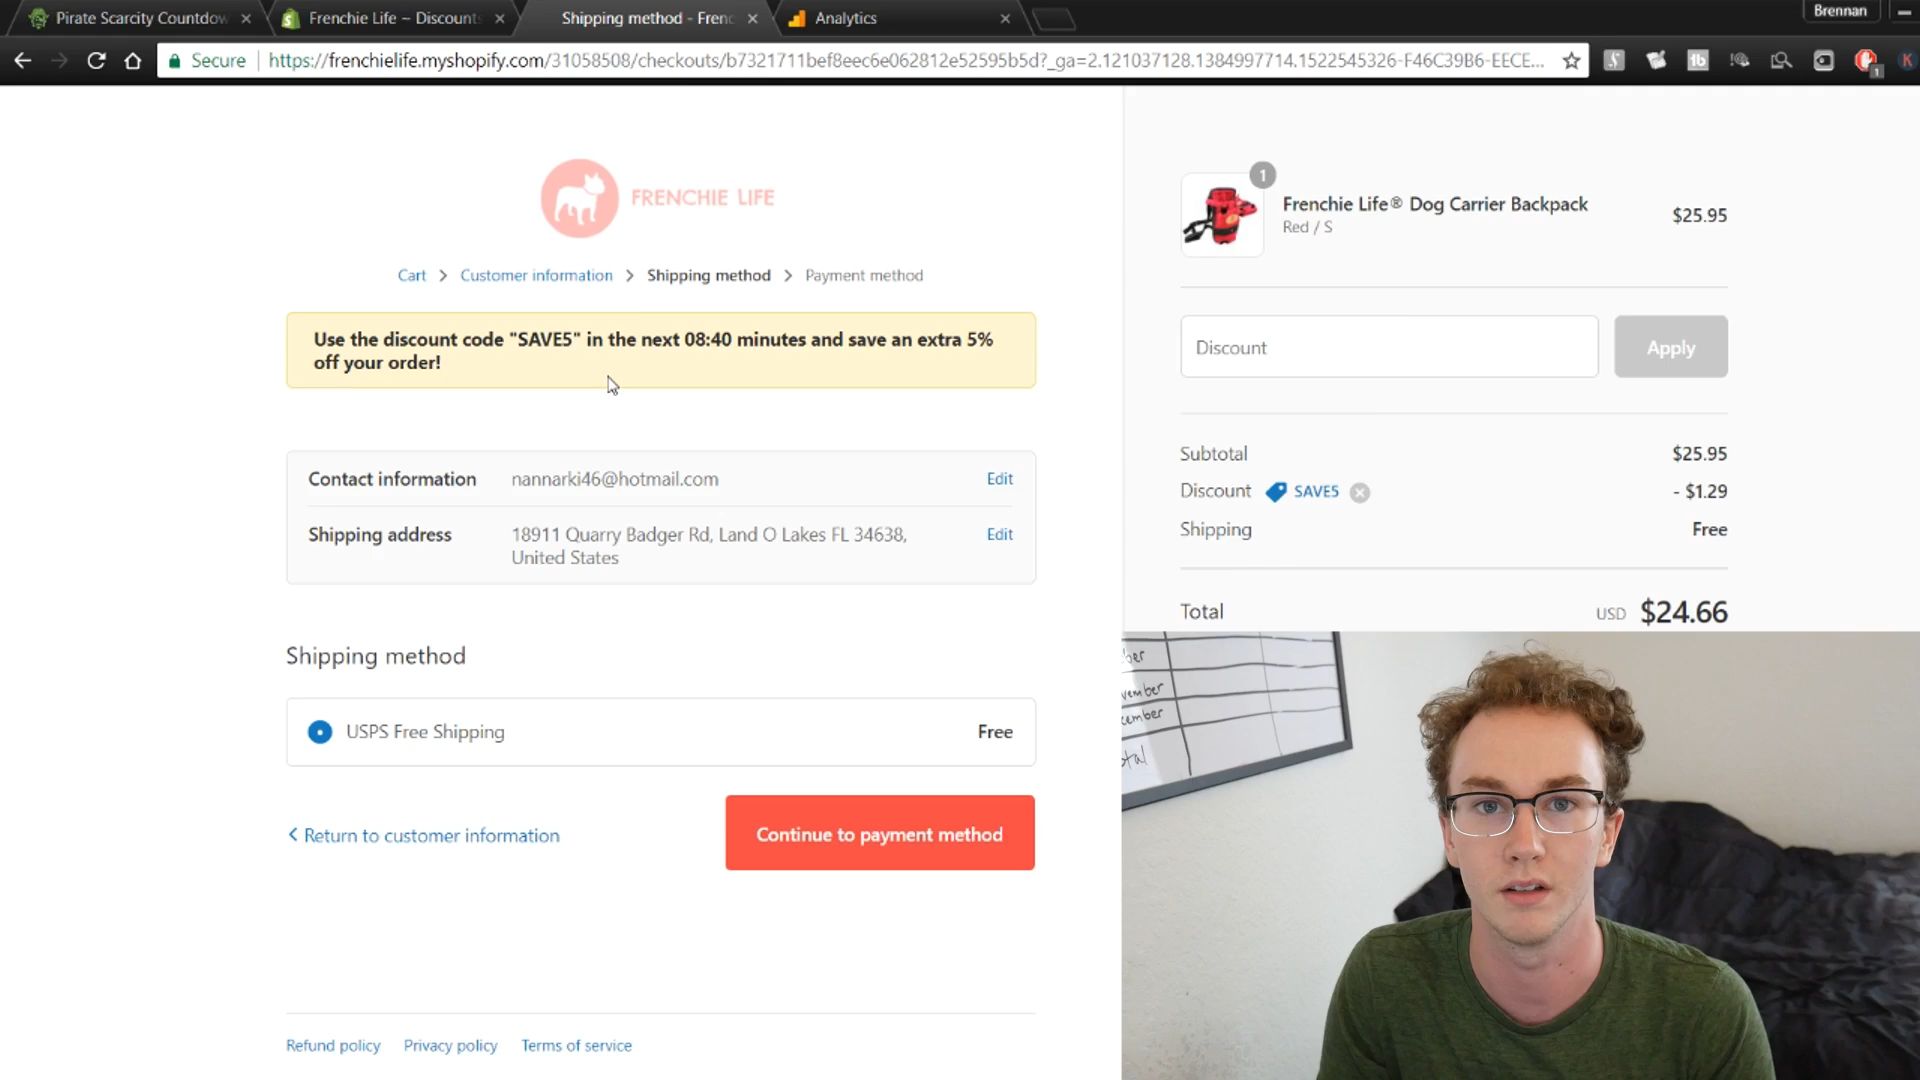 Pirate Scarcity Countdow
Frenchie Life ~ Discounts
Shipping method - Frenc
Analytics
Brennan
Secure
https://frenchielife.myshopify.com/31058508/checkouts/b7321711bef8eec6e062812e52595b5d?_ga=2.121037128.1384997714.1522545326-F46C39B6-EECE...
FRENCHIE LIFE
Cart > Customer information > Shipping method > Payment method
Use the discount code "SAVE5" in the next 08:40 minutes and save an extra 5%
off your order!
Contact information nannarki46@hotmail.com Edit
Shipping address 18911 Quarry Badger Rd, Land O Lakes FL 34638, Edit
United States
Shipping method
USPS Free Shipping Free
< Return to customer information
Continue to payment method
Refund policy Privacy policy Terms of service
1
Frenchie Life® Dog Carrier Backpack
Red / S
$25.95
Discount
Apply
Subtotal $25.95
Discount SAVE5 - $1.29
Shipping Free
Total USD $24.66
ber
vember
cember
otal